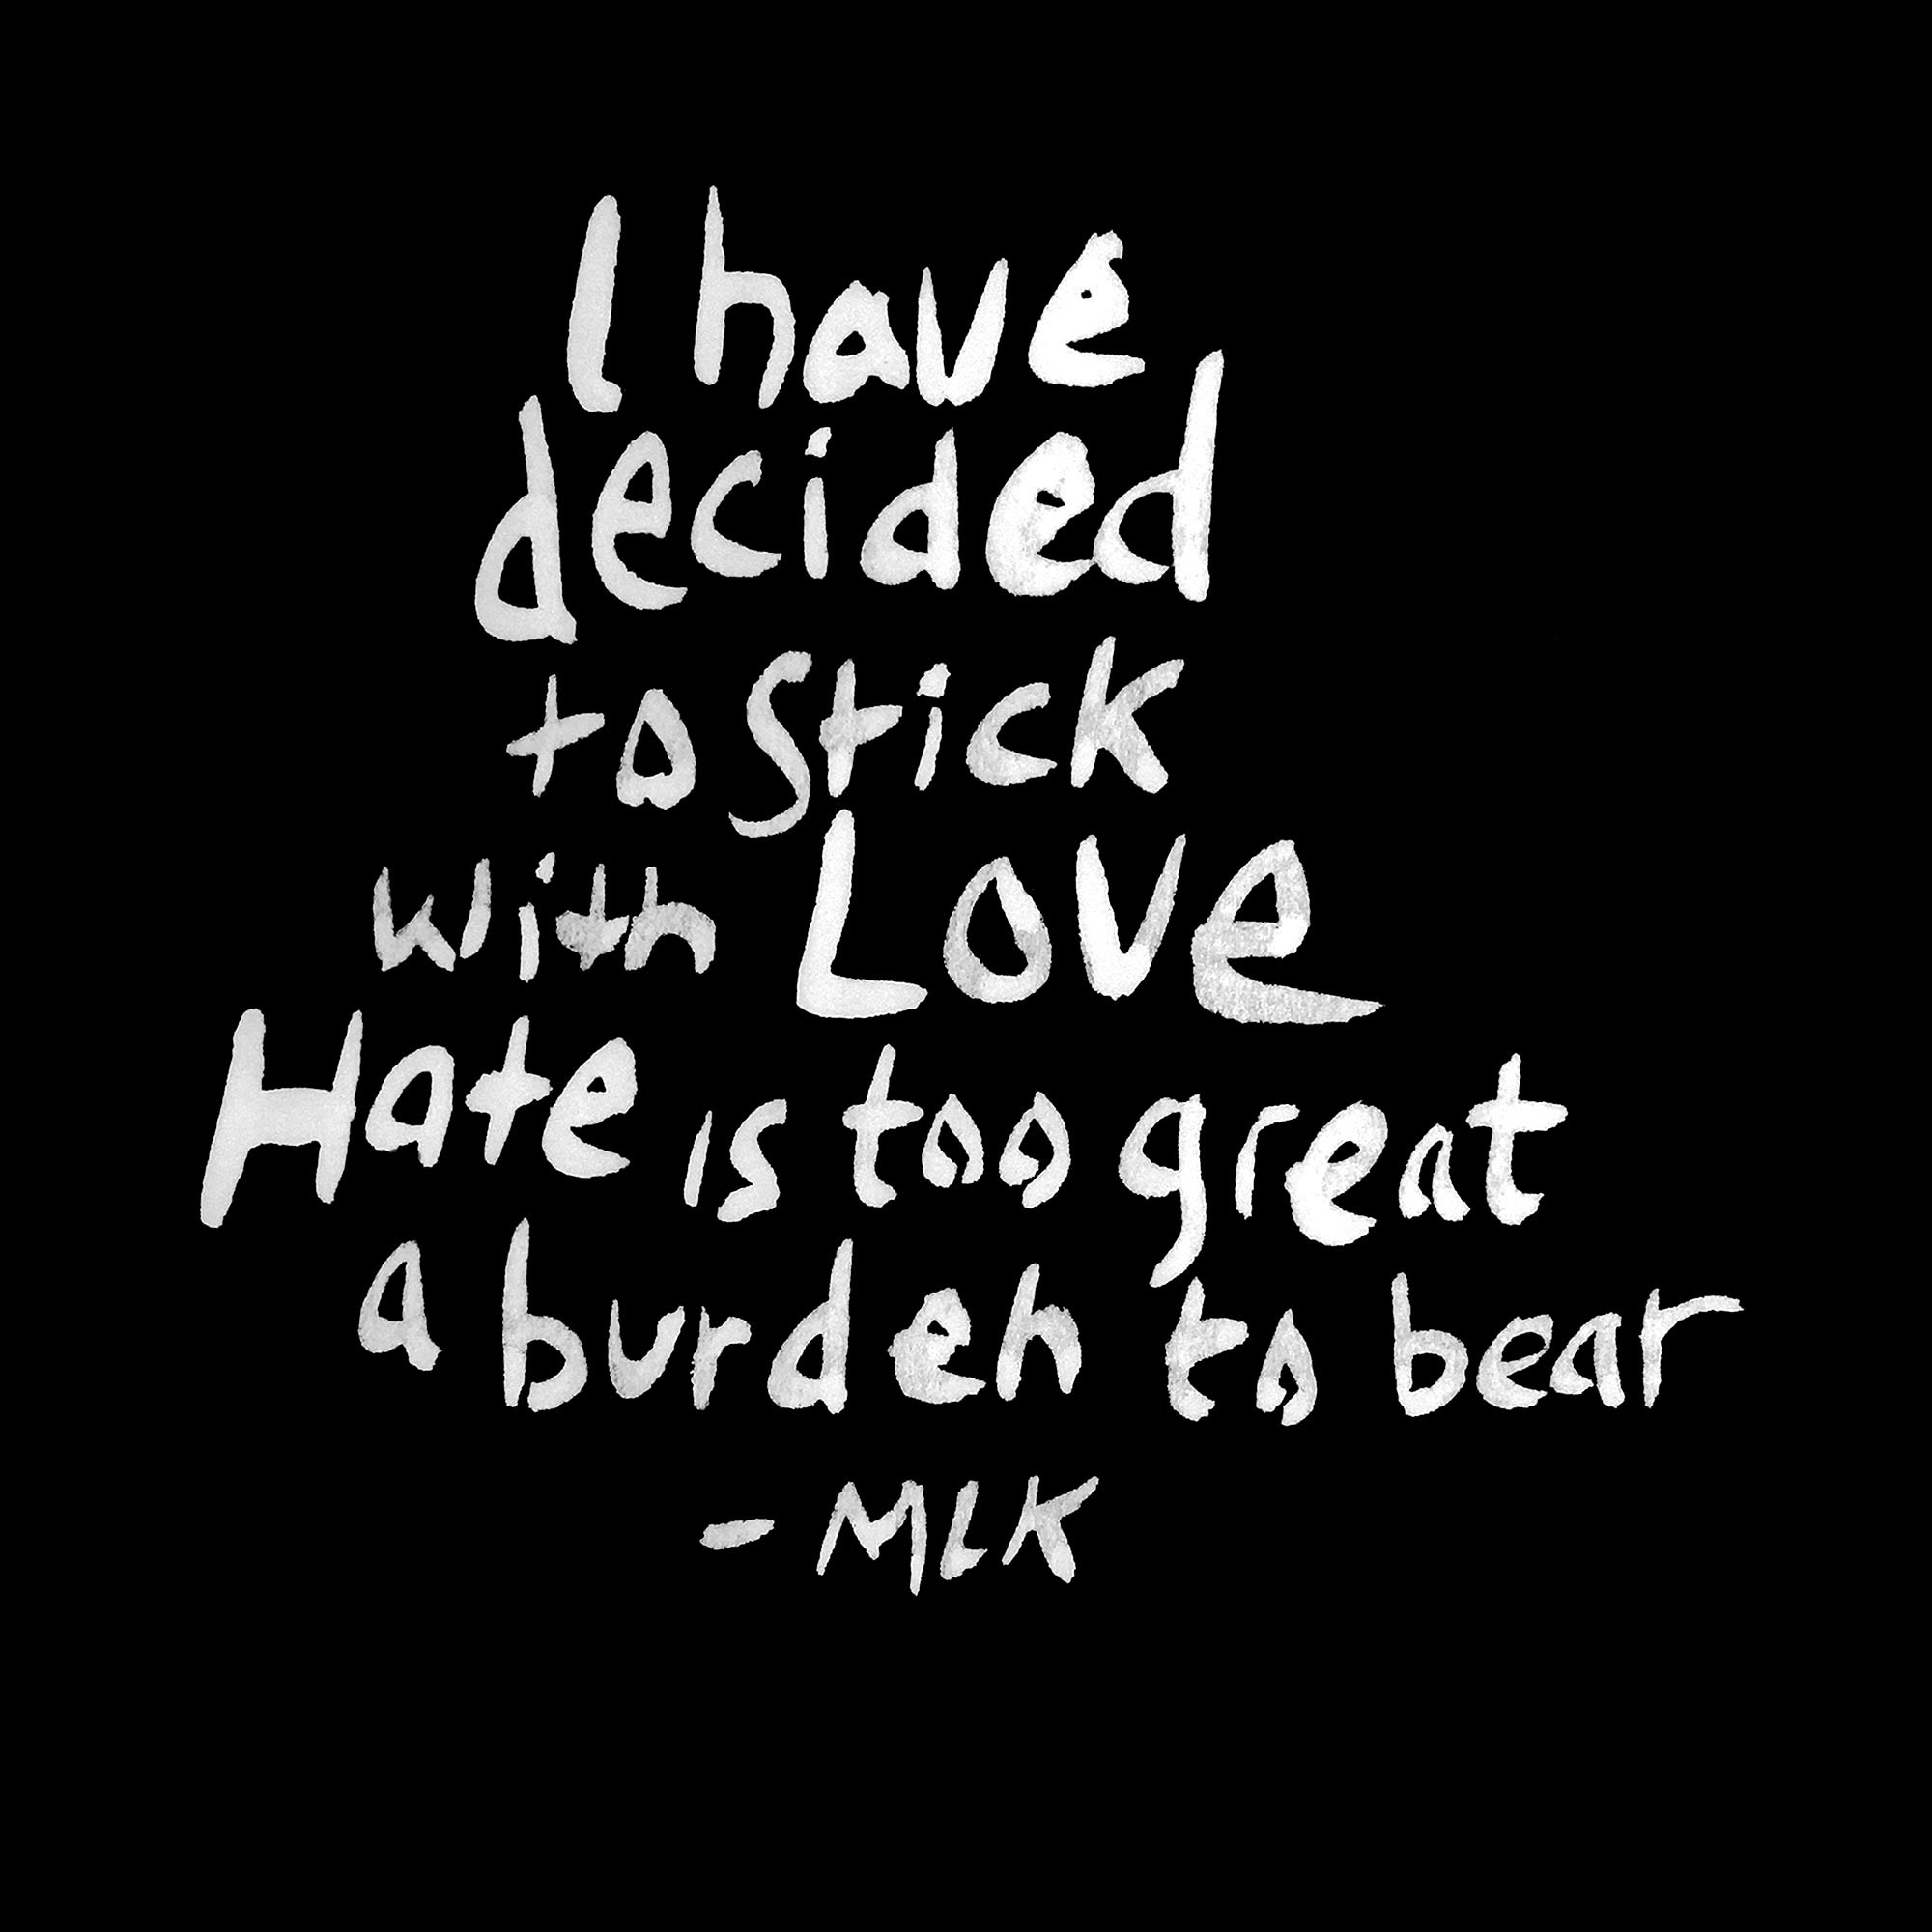 I have
decided
to stick
with Love
Hate is too great
a burden to bear
- MLK